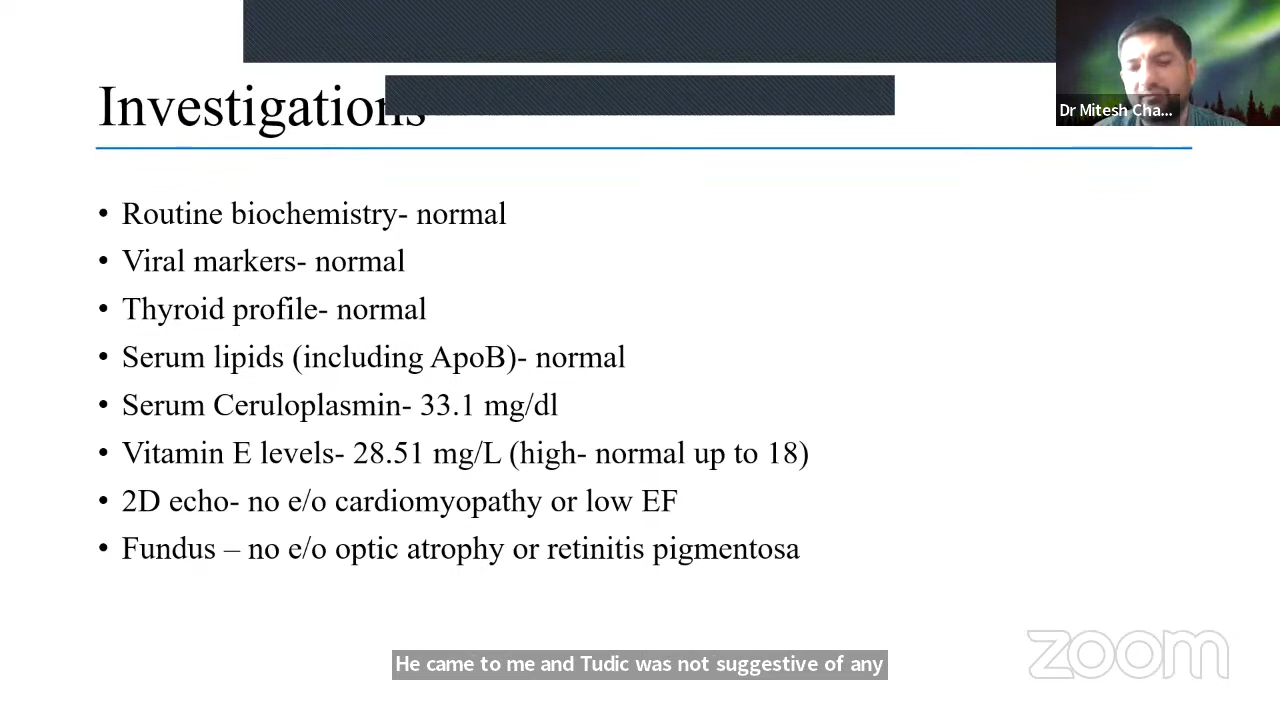 Investigations
Dr Mitesh Cha...
• Routine biochemistry- normal
• Viral markers- normal
• Thyroid profile- normal
• Serum lipids (including ApoB)- normal
• Serum Ceruloplasmin- 33.1 mg/dl
• Vitamin E levels- 28.51 mg/L (high- normal up to 18)
• 2D echo- no e/o cardiomyopathy or low EF
• Fundus – no e/o optic atrophy or retinitis pigmentosa
He came to me and Tudic was not suggestive of any
zoom